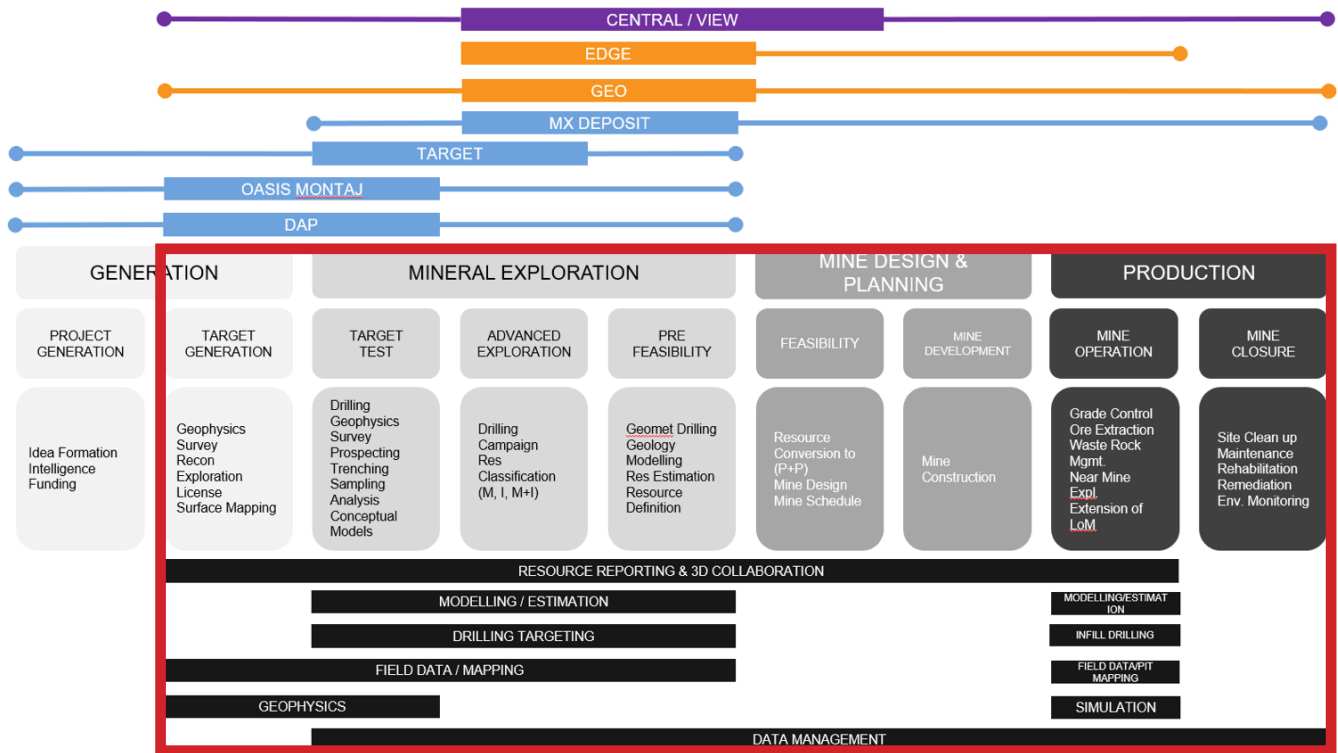 CENTRAL / VIEW
EDGE
GEO
MX DEPOSIT
TARGET
OASIS MONTAJ
DAP
GENERATION
MINERAL EXPLORATION
MINE DESIGN &
PLANNING
PRODUCTION
PROJECT
GENERATION
TARGET
GENERATION
TARGET
TEST
ADVANCED
EXPLORATION
PRE
FEASIBILITY
FEASIBILITY
MINE
DEVELOPMENT
MINE
OPERATION
MINE
CLOSURE
Idea Formation
Intelligence
Funding
Geophysics
Survey
Recon
Exploration
License
Surface Mapping
Drilling
Geophysics
Survey
Prospecting
Trenching
Sampling
Analysis
Conceptual
Models
Drilling
Campaign
Res
Classification
(M, I, M+I)
Geomet Drilling
Geology
Modelling
Res Estimation
Resource
Definition
Resource
Conversion to
(P+P)
Mine Design
Mine Schedule
Mine
Construction
Grade Control
Ore Extraction
Waste Rock
Mgmt.
Near Mine
Expl.
Extension of
LoM
Site Clean up
Maintenance
Rehabilitation
Remediation
Env. Monitoring
RESOURCE REPORTING & 3D COLLABORATION
MODELLING / ESTIMATION
MODELLING/ESTIMAT
ION
DRILLING TARGETING
INFILL DRILLING
FIELD DATA / MAPPING
FIELD DATA/PIT
MAPPING
GEOPHYSICS
SIMULATION
DATA MANAGEMENT